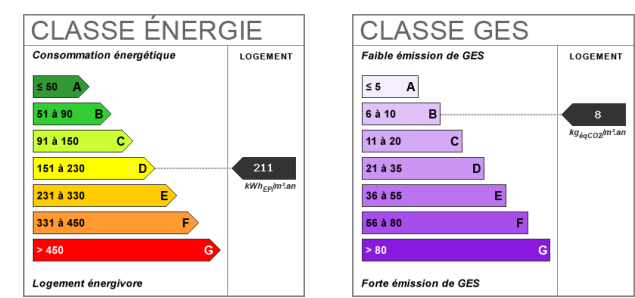 CLASSE ÉNERGIE
Consommation énergétique
LOGEMENT
≤ 50 A
51 à 90 B
91 à 150 C
151 à 230 D
211
kWhEP/m².an
231 à 330 E
331 à 450 F
> 450 G
Logement énergivore
CLASSE GES
Faible émission de GES
LOGEMENT
≤ 5 A
6 à 10 B
8
kgéqCO2/m².an
11 à 20 C
21 à 35 D
36 à 55 E
56 à 80 F
> 80 G
Forte émission de GES